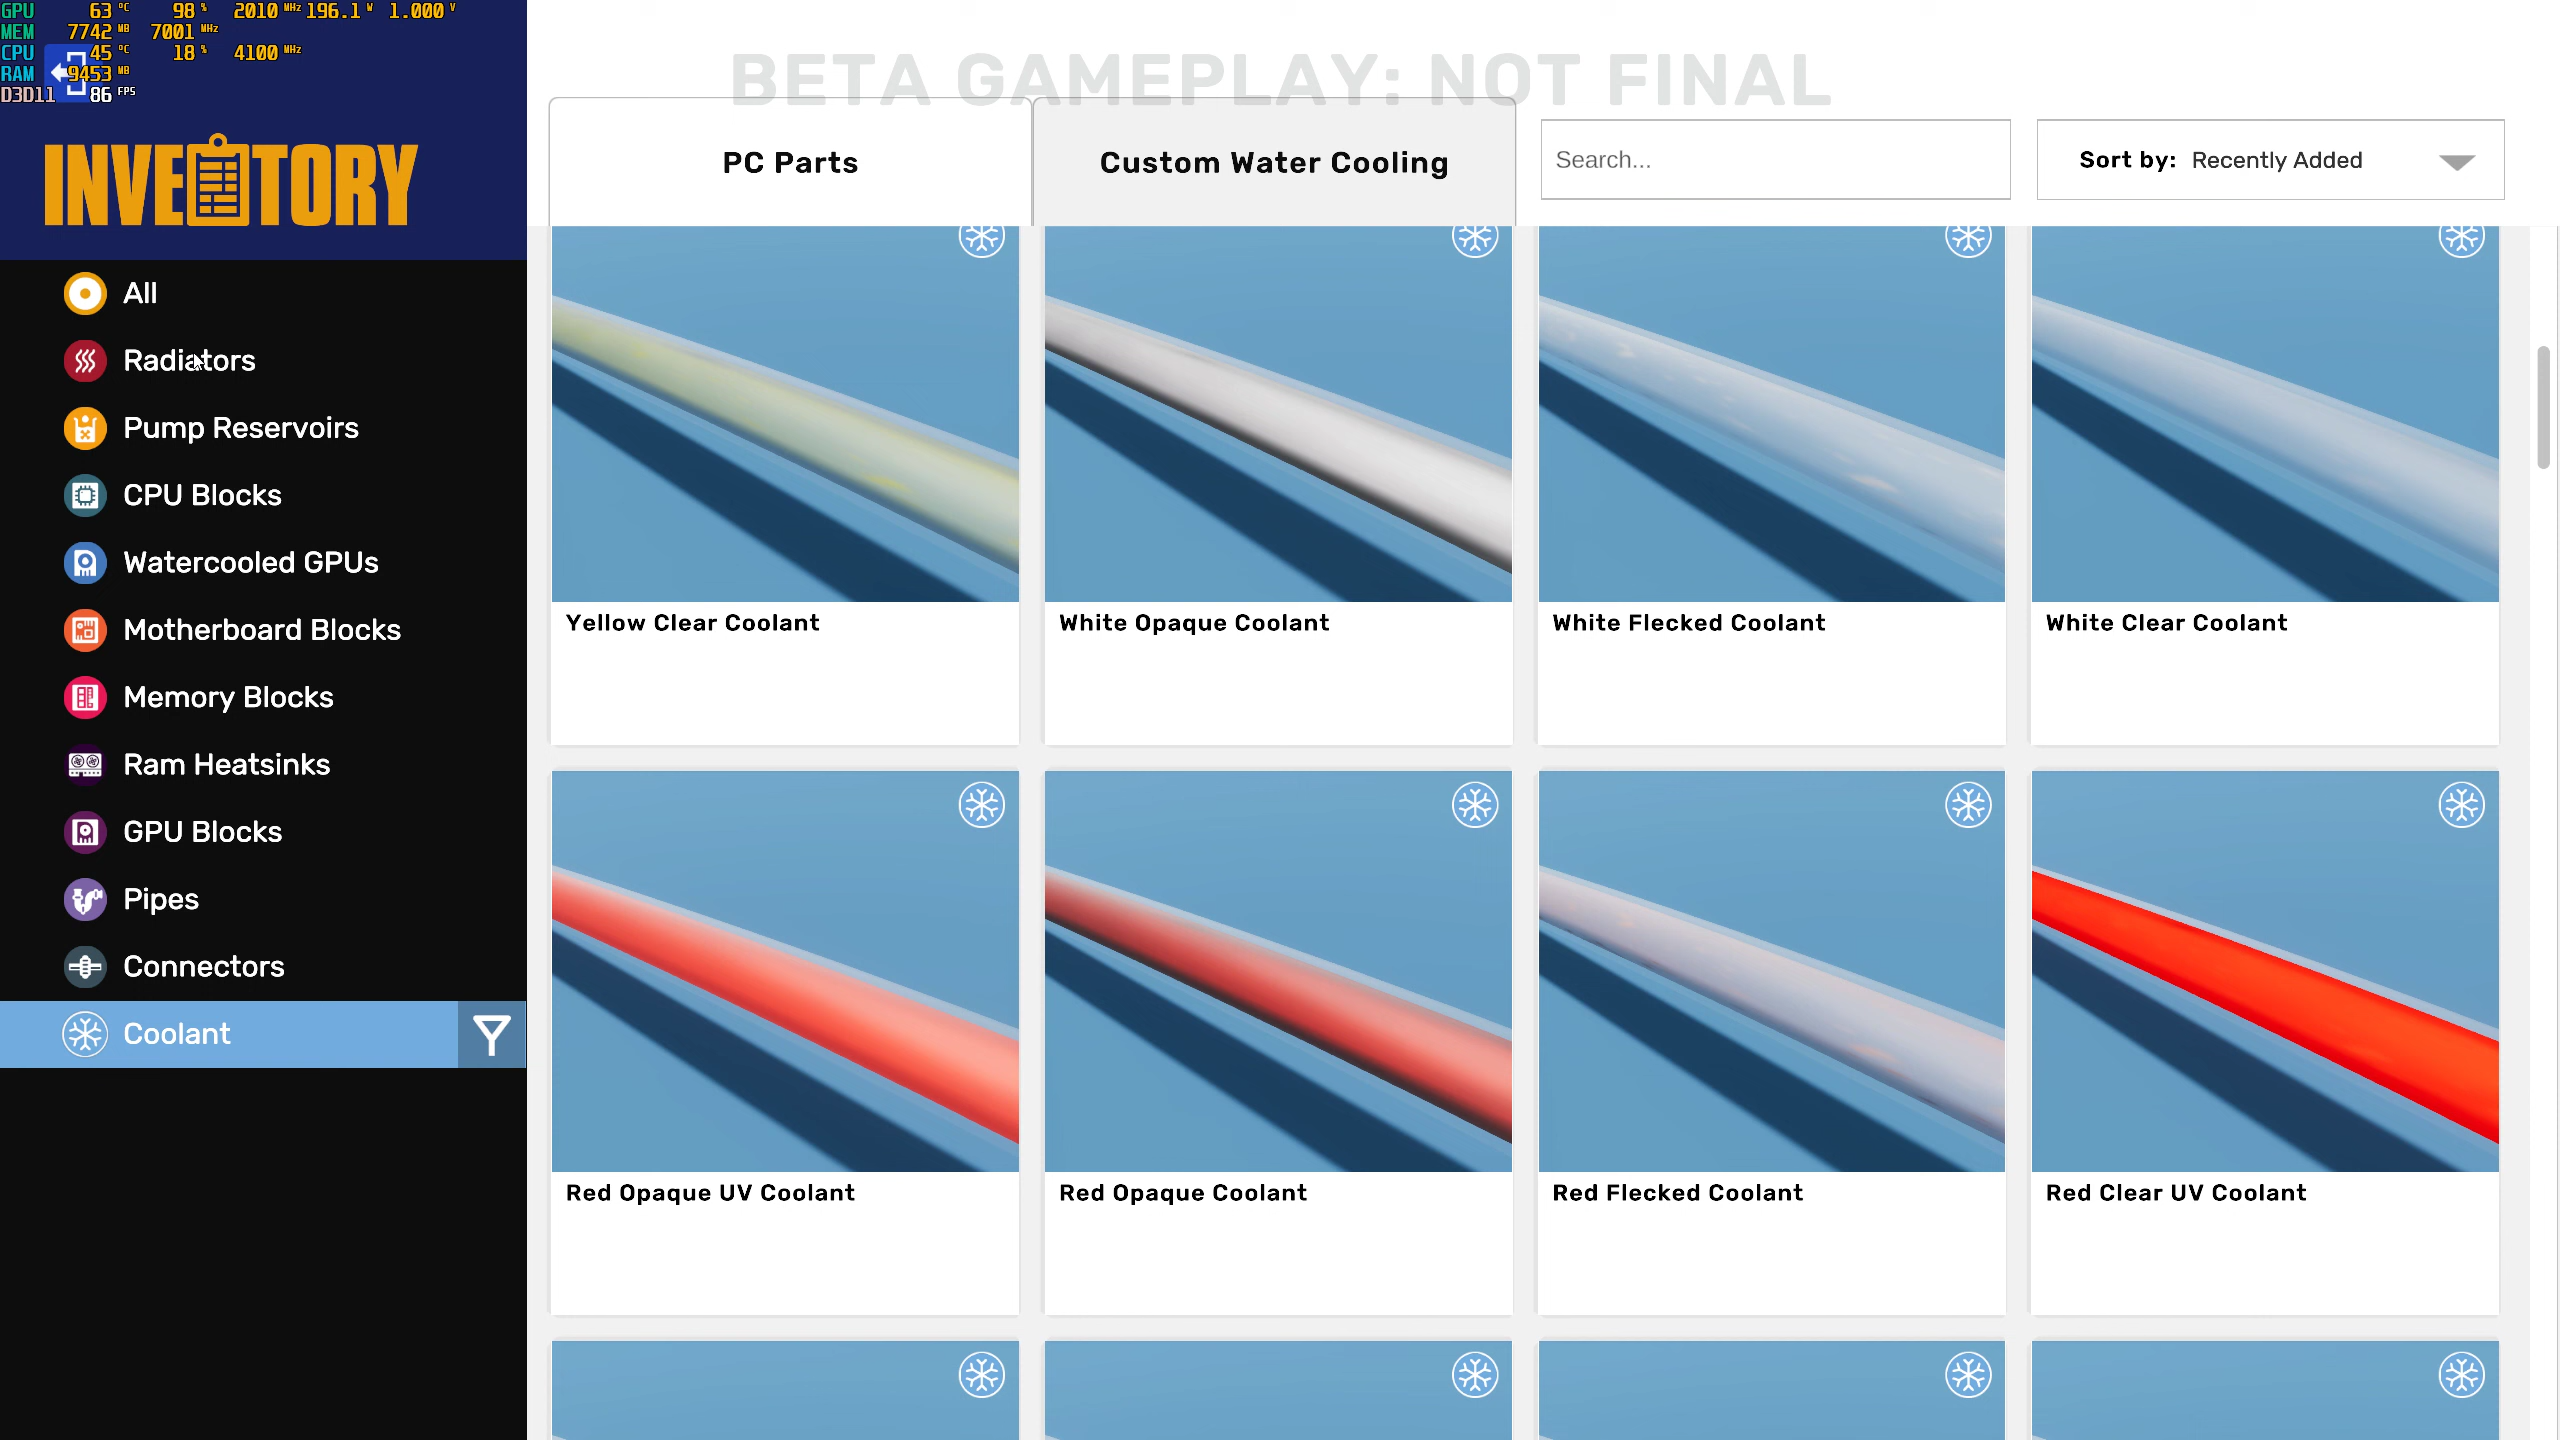 GPU 63 °C 98 % 2010 MHz 196.1 W 1.000 V
MEM 7742 MB 7001 MHz
CPU 45 °C 18 % 4100 MHz
RAM 9453 MB
D3D11 86 FPS
BETA GAMEPLAY: NOT FINAL
INVENTORY
PC Parts
Custom Water Cooling
Search...
Sort by: Recently Added
All
Radiators
Pump Reservoirs
CPU Blocks
Watercooled GPUs
Motherboard Blocks
Memory Blocks
Ram Heatsinks
GPU Blocks
Pipes
Connectors
Coolant
Yellow Clear Coolant
White Opaque Coolant
White Flecked Coolant
White Clear Coolant
Red Opaque UV Coolant
Red Opaque Coolant
Red Flecked Coolant
Red Clear UV Coolant